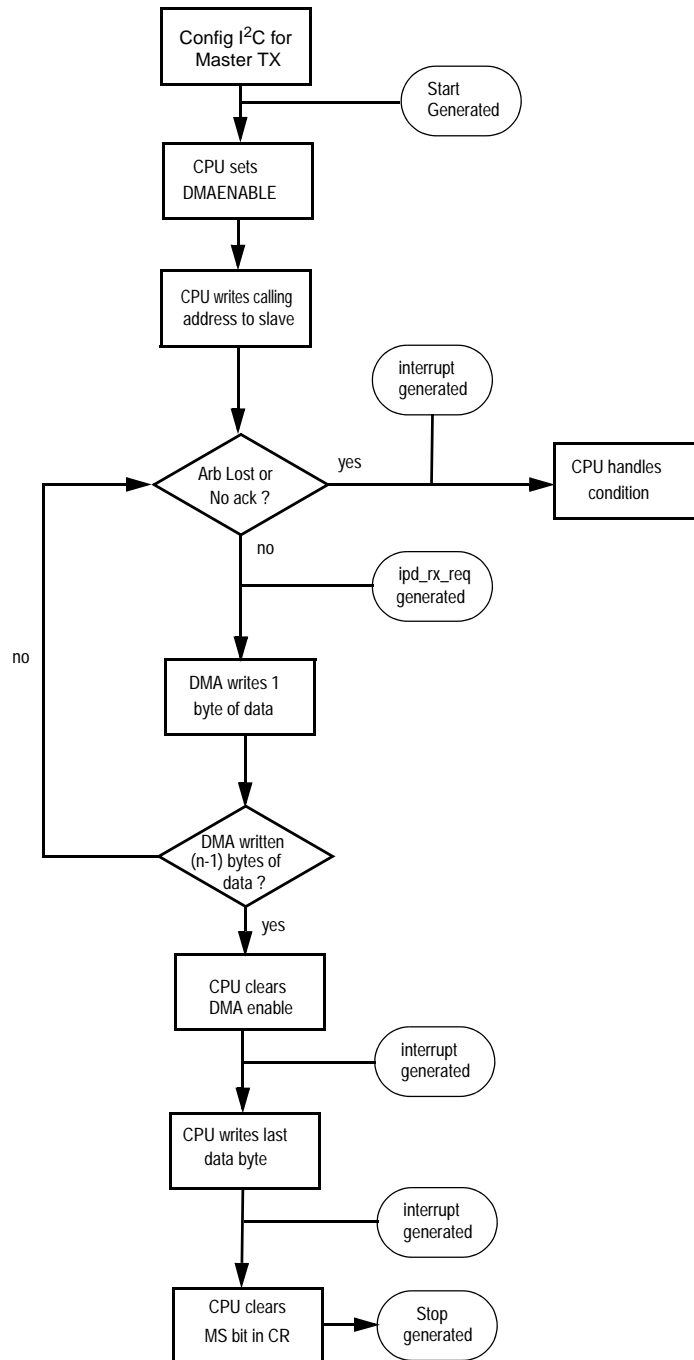 Config I²C for
Master TX
Start
Generated
CPU sets
DMAENABLE
CPU writes calling
address to slave
interrupt
generated
Arb Lost or
No ack ?
yes
CPU handles
condition
no
ipd_rx_req
generated
no
DMA writes 1
byte of data
DMA written
(n-1) bytes of
data ?
yes
CPU clears
DMA enable
interrupt
generated
CPU writes last
data byte
interrupt
generated
CPU clears
MS bit in CR
Stop
generated